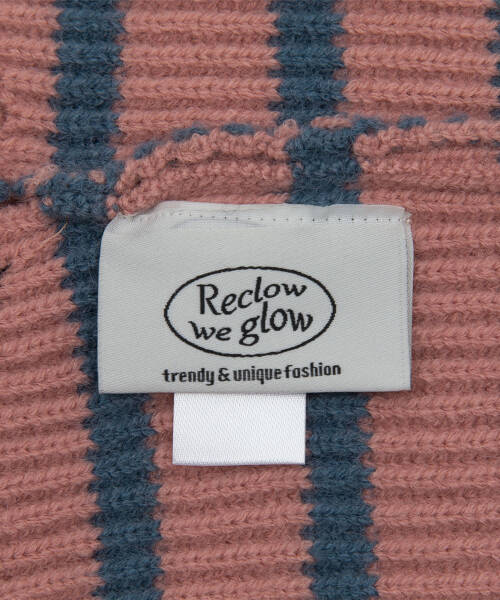 Reclow
we glow
trendy & unique fashion